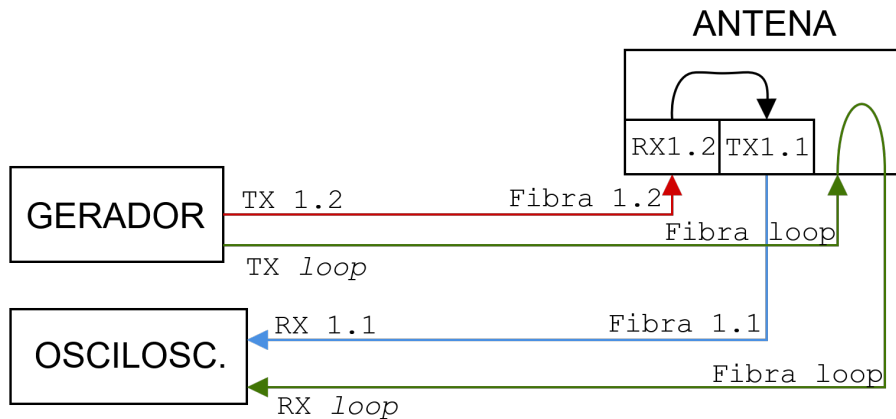 ANTENA
RX1.2
TX1.1
GERADOR
TX 1.2
Fibra 1.2
Fibra loop
TX loop
OSCILOSC.
RX 1.1
Fibra 1.1
Fibra loop
RX loop